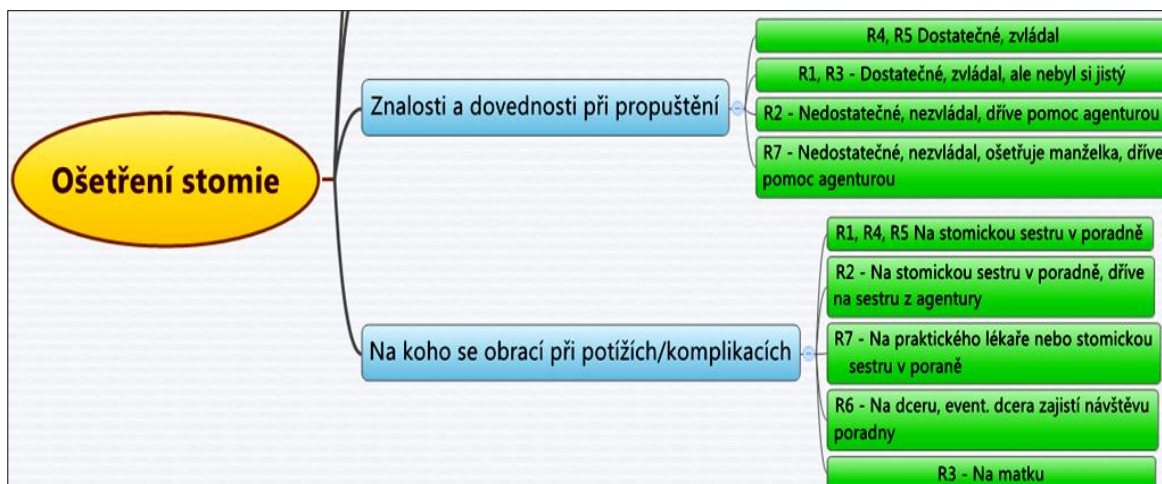 Ošetření stomie
Znalosti a dovednosti při propuštění
R4, R5 Dostatečné, zvládal
R1, R3 - Dostatečné, zvládal, ale nebyl si jistý
R2 - Nedostatečné, nezvládal, dříve pomoc agenturou
R7 - Nedostatečné, nezvládal, ošetřuje manželka, dříve
pomoc agenturou
Na koho se obrací při potížích/komplikacích
R1, R4, R5 Na stomickou sestru v poradně
R2 - Na stomickou sestru v poradně, dříve
na sestru z agentury
R7 - Na praktického lékaře nebo stomickou
sestru v poraně
R6 - Na dceru, event. dcera zajistí návštěvu
poradny
R3 - Na matku